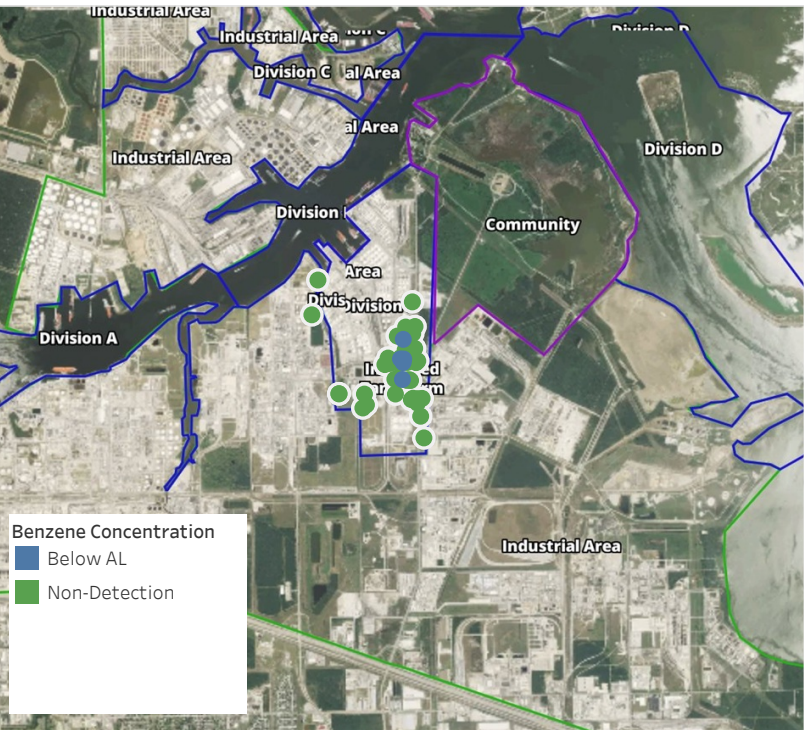 Industrial Area
Industrial Area
Division D
Division C
al Area
al Area
Division D
Industrial Area
Division
Community
Area
Divis
Division
Division A
Industrial Area
Benzene Concentration
Below AL
Non-Detection